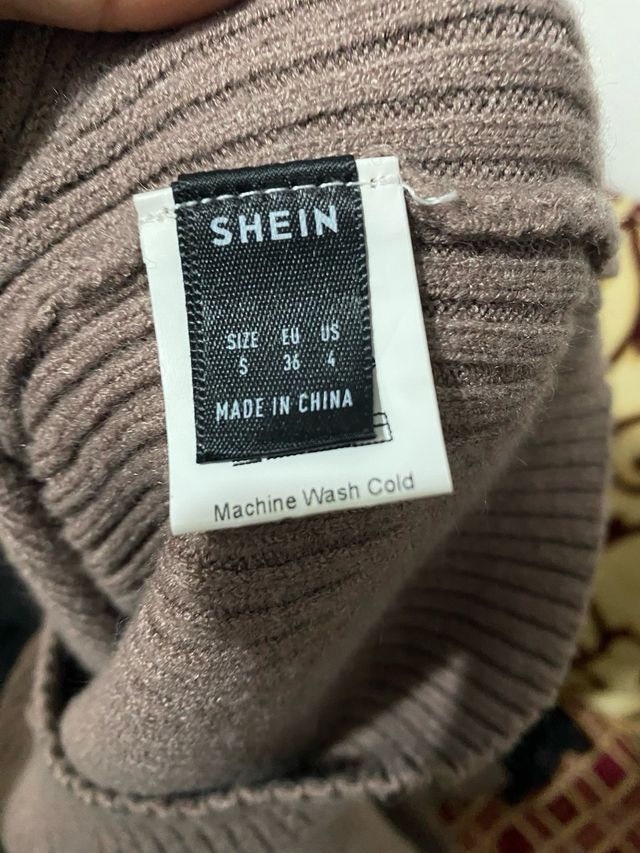 SHEIN
SIZE EU US
S 36 4
MADE IN CHINA
Machine Wash Cold